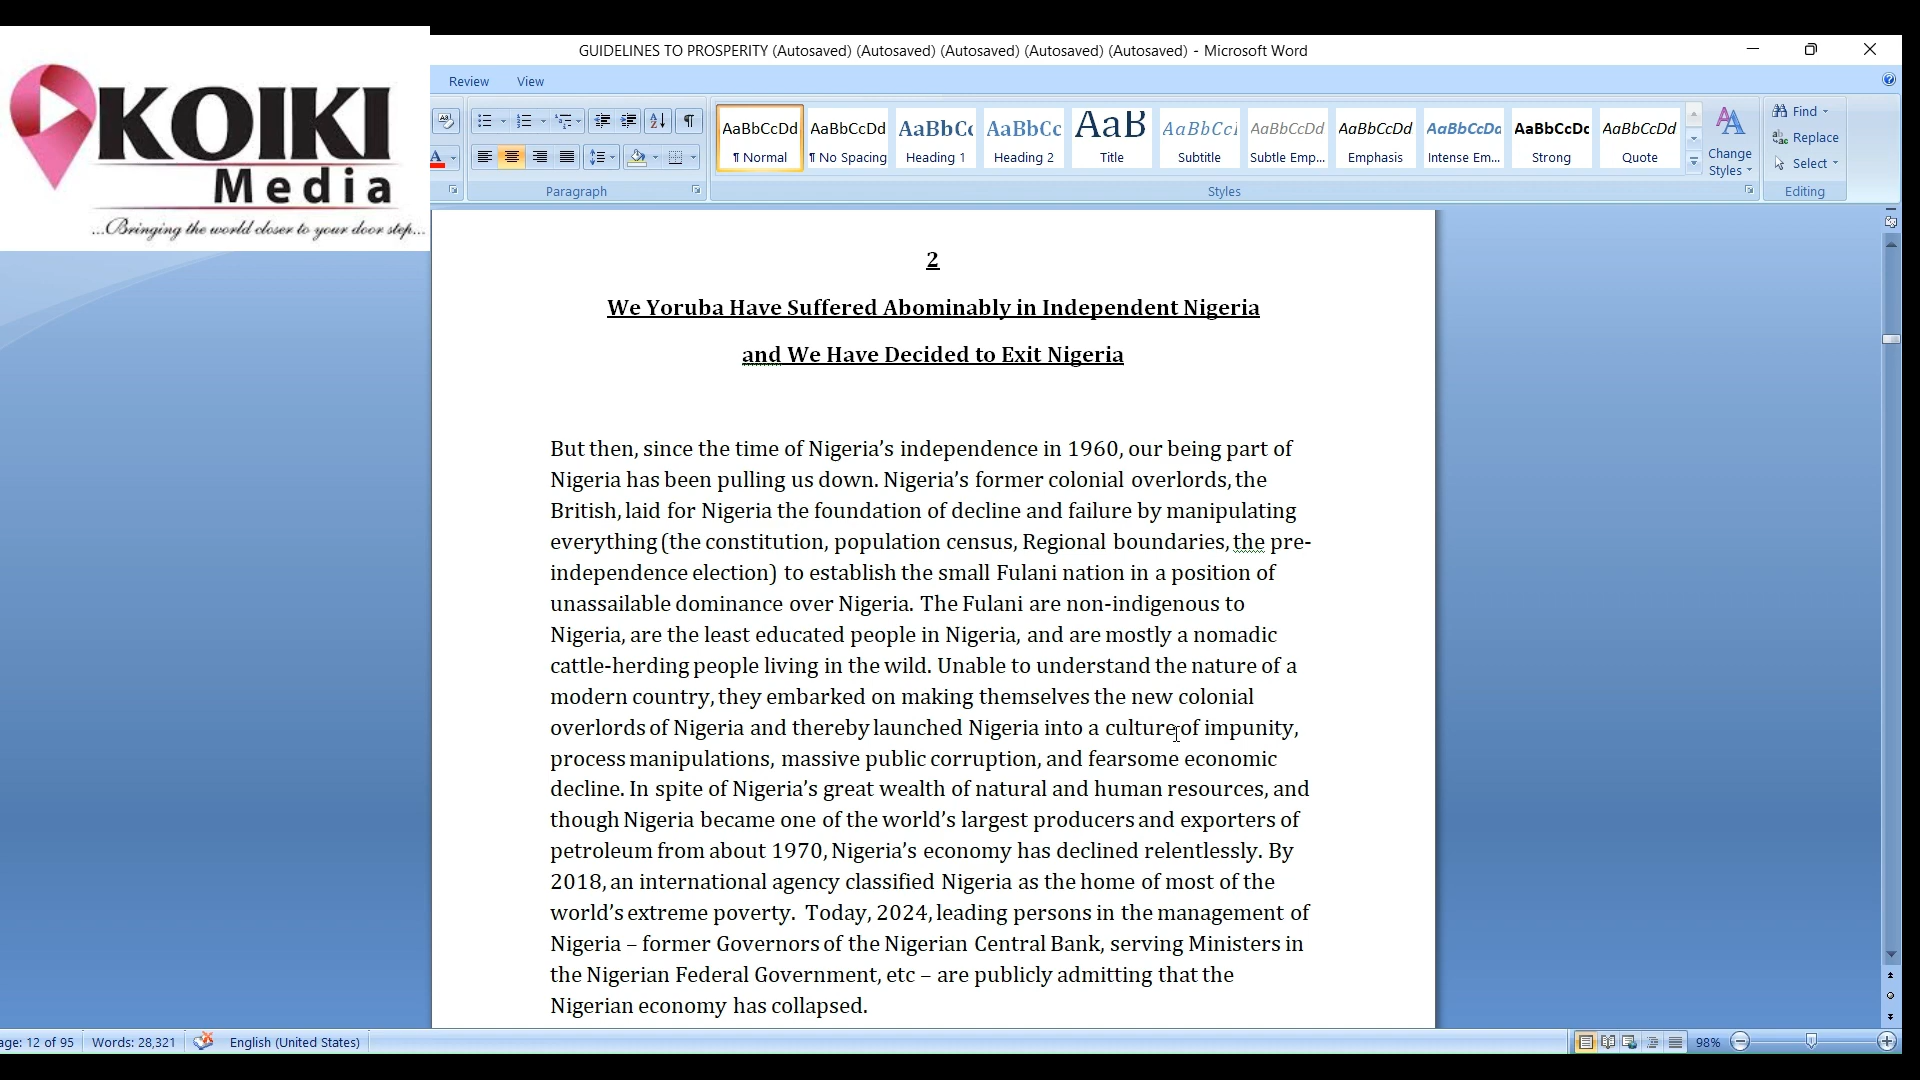 KOIKI
Media
...Bringing the world closer to your door step...
GUIDELINES TO PROSPERITY (Autosaved) (Autosaved) (Autosaved) (Autosaved) (Autosaved) - Microsoft Word
Review View
AaBbCcDd AaBbCcDd AaBbCc AaBbCc AaB AaBbCcI AaBbCcDd AaBbCcDd AaBbCcDd AaBbCcDc AaBbCcDd
¶ Normal ¶ No Spacing Heading 1 Heading 2 Title Subtitle Subtle Emp... Emphasis Intense Em... Strong Quote
Change
Styles
Find
Replace
Select
Paragraph Styles Editing
2
We Yoruba Have Suffered Abominably in Independent Nigeria
and We Have Decided to Exit Nigeria
But then, since the time of Nigeria’s independence in 1960, our being part of
Nigeria has been pulling us down. Nigeria’s former colonial overlords, the
British, laid for Nigeria the foundation of decline and failure by manipulating
everything (the constitution, population census, Regional boundaries, the pre-
independence election) to establish the small Fulani nation in a position of
unassailable dominance over Nigeria. The Fulani are non-indigenous to
Nigeria, are the least educated people in Nigeria, and are mostly a nomadic
cattle-herding people living in the wild. Unable to understand the nature of a
modern country, they embarked on making themselves the new colonial
overlords of Nigeria and thereby launched Nigeria into a culture of impunity,
process manipulations, massive public corruption, and fearsome economic
decline. In spite of Nigeria’s great wealth of natural and human resources, and
though Nigeria became one of the world’s largest producers and exporters of
petroleum from about 1970, Nigeria’s economy has declined relentlessly. By
2018, an international agency classified Nigeria as the home of most of the
world’s extreme poverty. Today, 2024, leading persons in the management of
Nigeria – former Governors of the Nigerian Central Bank, serving Ministers in
the Nigerian Federal Government, etc – are publicly admitting that the
Nigerian economy has collapsed.
age: 12 of 95 Words: 28,321 English (United States) 98%